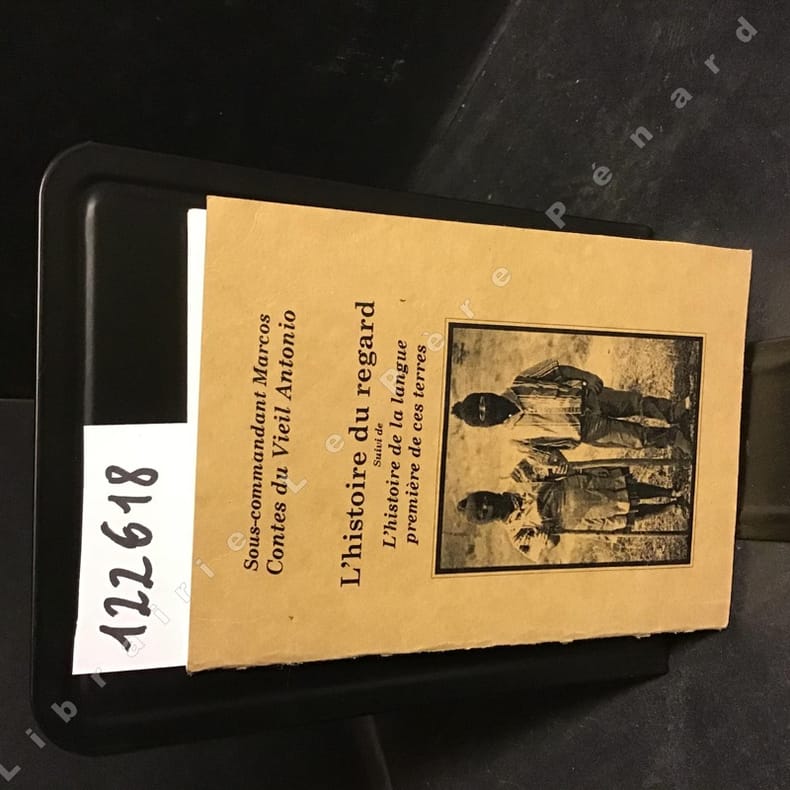 122618
Sous-commandant Marcos
Contes du Vieil Antonio
L'histoire du regard
Suivi de
L'histoire de la langue
première de ces terres
Librairie Le Père Pénard